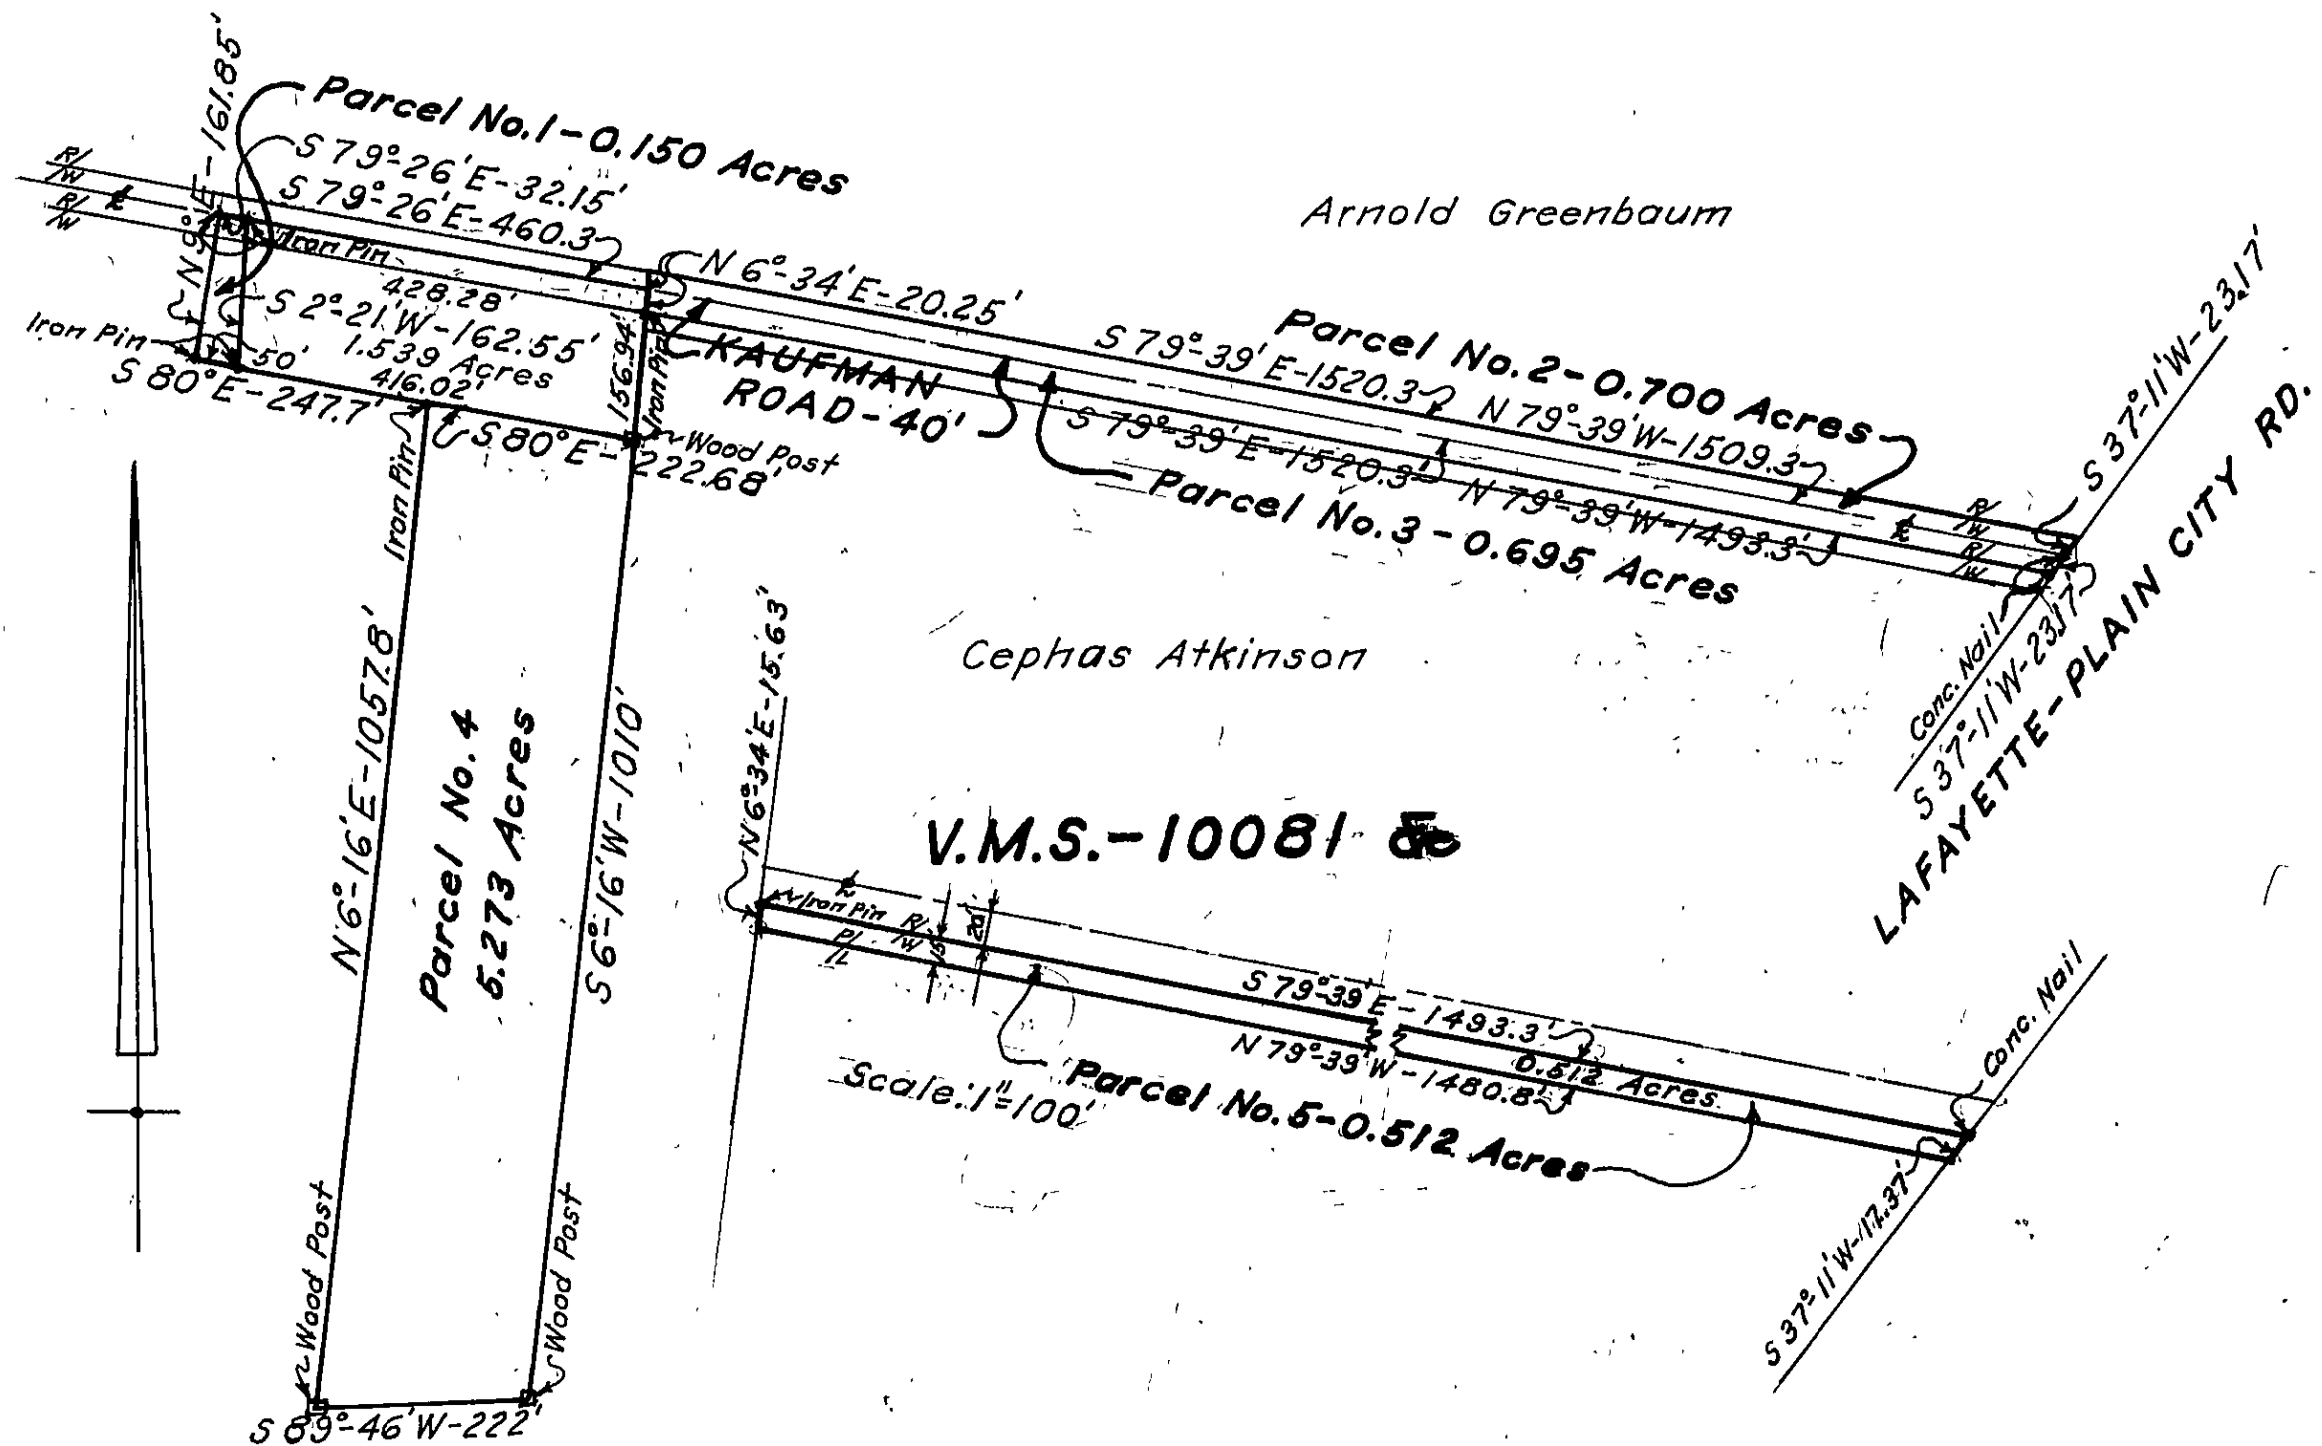 N 9° E - 161.85'
Parcel No. 1 - 0.150 Acres
S 79°-26' E - 32.15'
S 79°-26' E - 460.3
R/W
℄
R/W
Iron Pin
428.28'
S 2°-21' W - 162.55'
1.539 Acres
416.02'
Iron Pin
50'
S 80° E - 247.7'
N 6°-34' E - 20.25'
KAUFMAN
ROAD - 40'
156.94'
Iron Pin
Wood Post
S 80° E - 222.68'
Iron Pin
Arnold Greenbaum
Parcel No. 2 - 0.700 Acres
S 79°-39' E - 1520.3
N 79°-39' W - 1509.3
S 79°-39' E - 1520.3'
N 79°-39' W - 1493.3'
Parcel No. 3 - 0.695 Acres
R/W
℄
R/W
S 37°-11' W - 23.17'
Conc. Nail
S 37°-11' W - 23.17'
LAFAYETTE - PLAIN CITY RD.
Cephas Atkinson
N 6°-16' E - 1057.8'
Parcel No. 4
5.273 Acres
S 6°-16' W - 1010'
Wood Post
Wood Post
S 89°-46' W - 222'
N 6°-34' E - 15.63'
V.M.S. - 10081
℄
Iron Pin
R/W
P/L
15'
20'
S 79°-39' E - 1493.3'
N 79°-39' W - 1480.8'
0.512 Acres
Scale: 1" = 100'
Parcel No. 5 - 0.512 Acres
Conc. Nail
S 37°-11' W - 17.37'